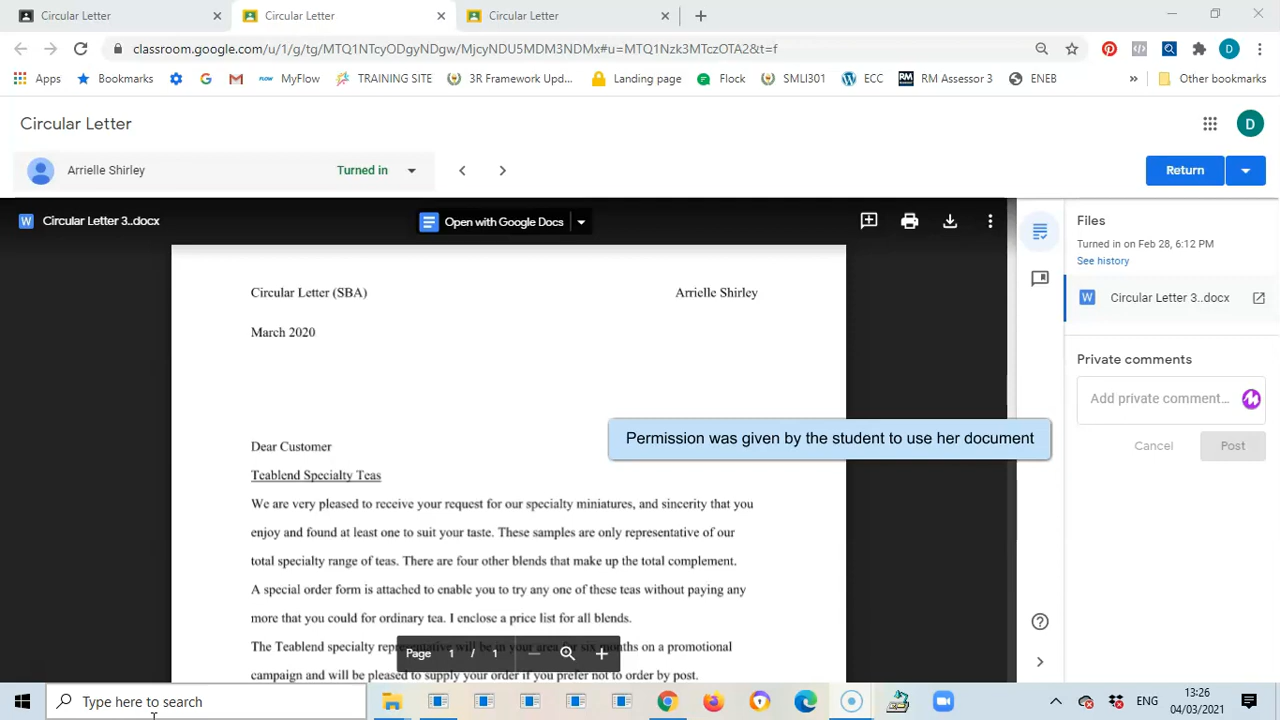 Circular Letter
Circular Letter
Circular Letter
classroom.google.com/u/1/g/tg/MTQ1NTcyODgyNDgw/MjcyNDU5MDM3NDMx#u=MTQ1Nzk3MTczOTA2&t=f
Apps
Bookmarks
MyFlow
TRAINING SITE
3R Framework Upd...
Landing page
Flock
SMLI301
ECC
RM Assessor 3
ENEB
»
Other bookmarks
Circular Letter
D
Arrielle Shirley
Turned in
Return
Circular Letter 3..docx
Open with Google Docs
Files
Turned in on Feb 28, 6:12 PM
See history
Circular Letter 3..docx
Private comments
Add private comment...
Cancel
Post
Circular Letter (SBA)
Arrielle Shirley
March 2020
Permission was given by the student to use her document
Dear Customer
Teablend Specialty Teas
We are very pleased to receive your request for our specialty miniatures, and sincerity that you
enjoy and found at least one to suit your taste. These samples are only representative of our
total specialty range of teas. There are four other blends that make up the total complement.
A special order form is attached to enable you to try any one of these teas without paying any
more that you could for ordinary tea. I enclose a price list for all blends.
The Teablend specialty representative will be in your area for six months on a promotional
campaign and will be pleased to supply your order if you prefer not to order by post.
Page 1 / 1
Type here to search
ENG
13:26
04/03/2021